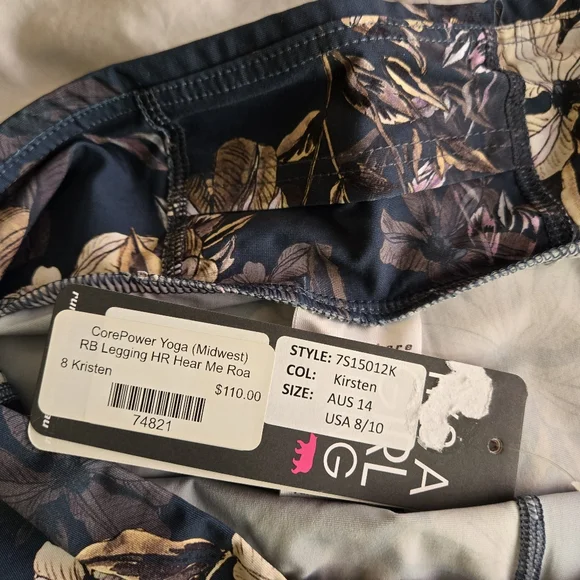 CorePower Yoga (Midwest)
RB Legging HR Hear Me Roa
8 Kristen
$110.00
74821
STYLE: 7S15012K
COL: Kirsten
SIZE: AUS 14
USA 8/10